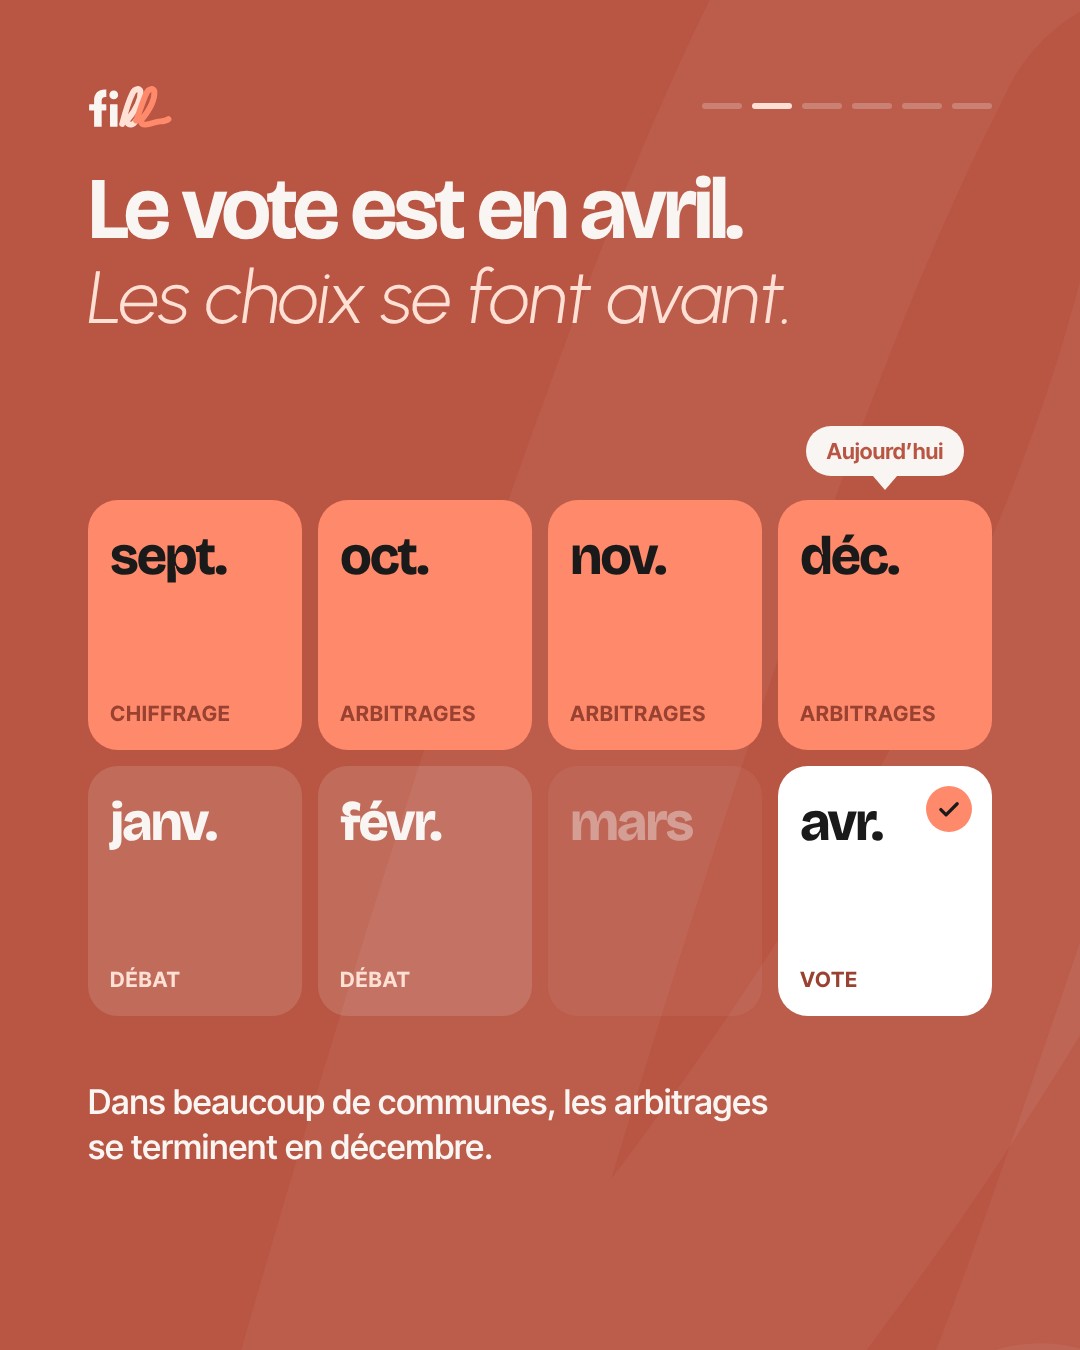 fill
Le vote est en avril.
Les choix se font avant.
Aujourd’hui
sept.
CHIFFRAGE
oct.
ARBITRAGES
nov.
ARBITRAGES
déc.
ARBITRAGES
janv.
DÉBAT
févr.
DÉBAT
mars
avr.
VOTE
Dans beaucoup de communes, les arbitrages
se terminent en décembre.